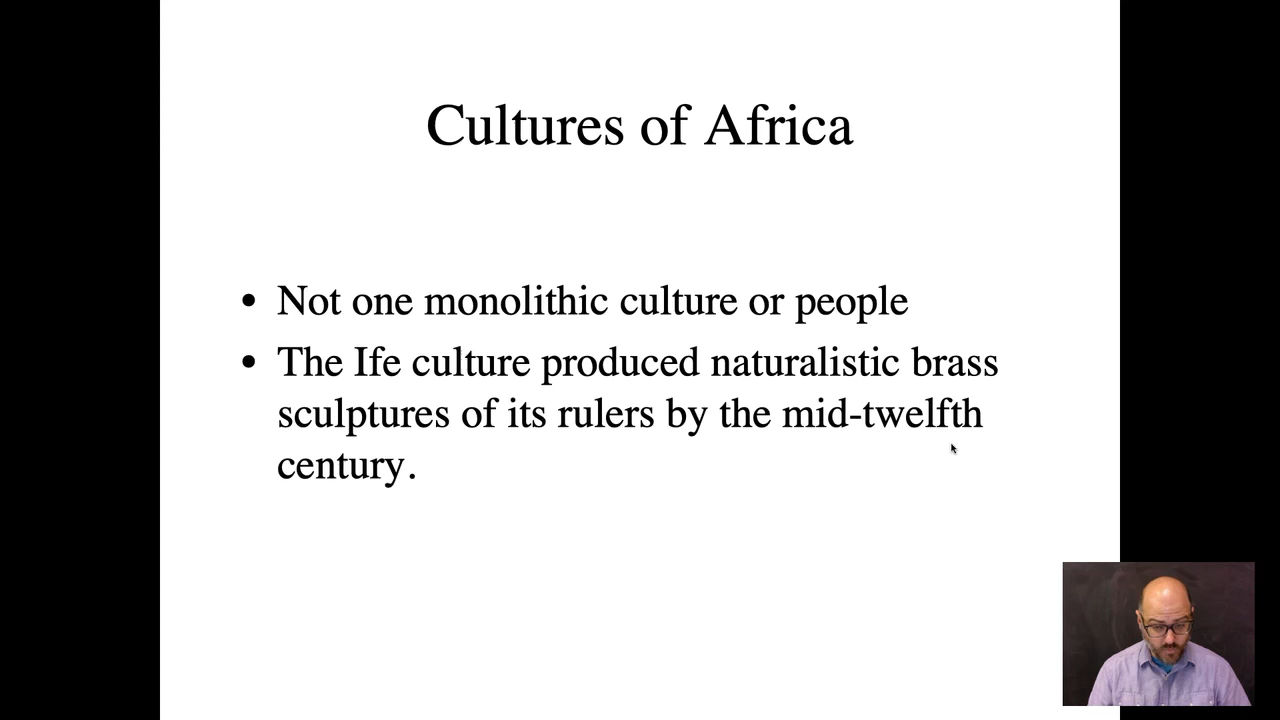 Cultures of Africa
• Not one monolithic culture or people
• The Ife culture produced naturalistic brass
sculptures of its rulers by the mid-twelfth
century.